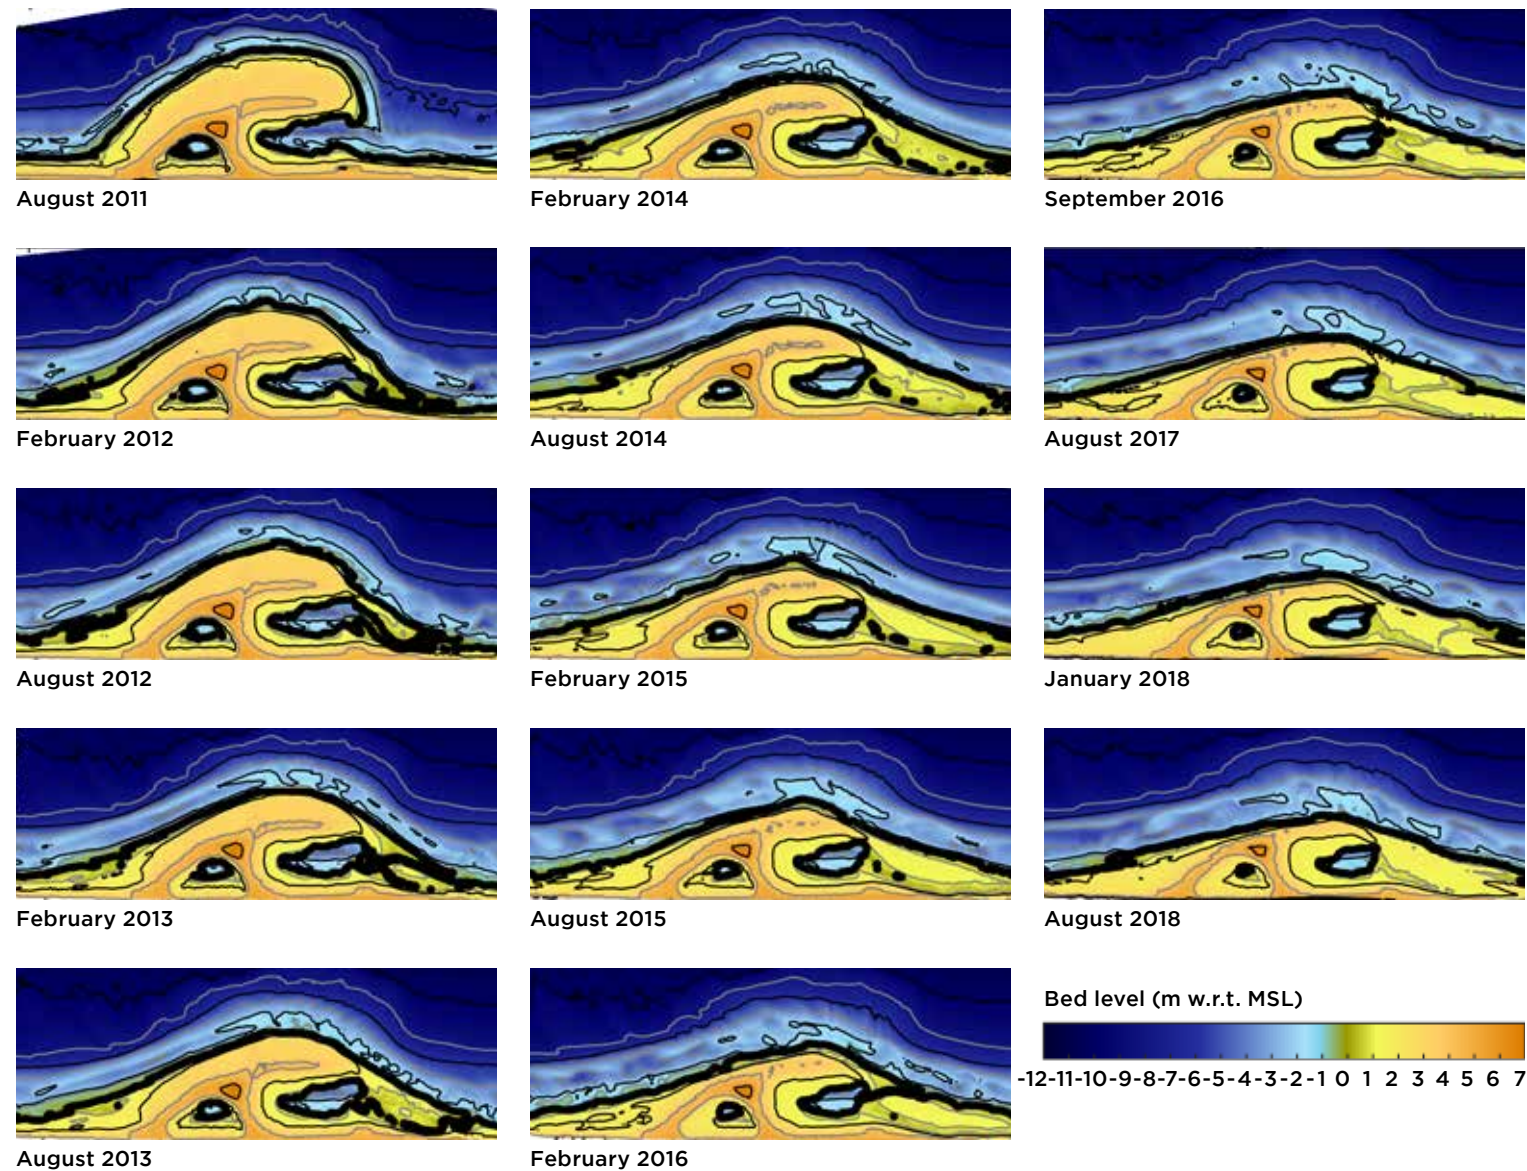 August 2011
February 2014
September 2016
February 2012
August 2014
August 2017
August 2012
February 2015
January 2018
February 2013
August 2015
August 2018
Bed level (m w.r.t. MSL)
-12-11-10-9-8-7-6-5-4-3-2-1 0 1 2 3 4 5 6 7
August 2013
February 2016